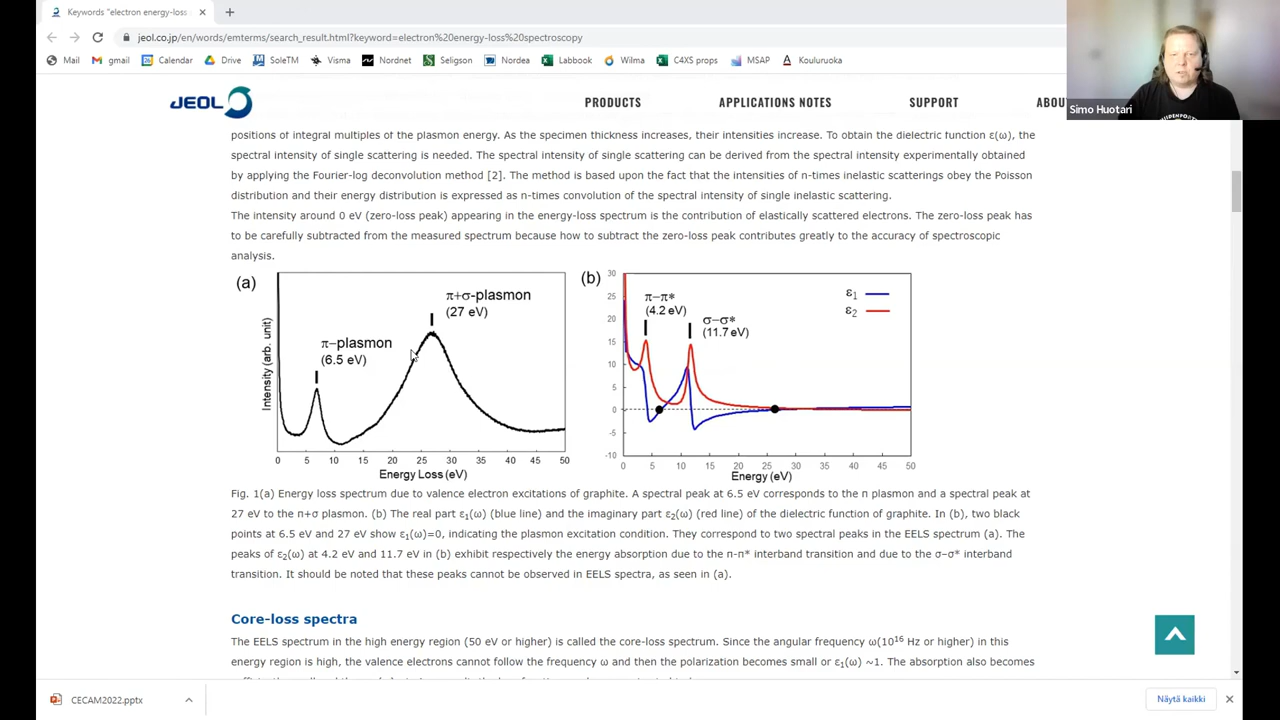 Keywords "electron energy-loss
jeol.co.jp/en/words/emterms/search_result.html?keyword=electron%20energy-loss%20spectroscopy
Mail gmail Calendar Drive SoleTM Visma Nordnet Seligson Nordea Labbook Wilma C4XS props MSAP Kouluruoka
Simo Huotari
JEOL PRODUCTS APPLICATIONS NOTES SUPPORT ABOU
positions of integral multiples of the plasmon energy. As the specimen thickness increases, their intensities increase. To obtain the dielectric function ε(ω), the
spectral intensity of single scattering is needed. The spectral intensity of single scattering can be derived from the spectral intensity experimentally obtained
by applying the Fourier-log deconvolution method [2]. The method is based upon the fact that the intensities of n-times inelastic scatterings obey the Poisson
distribution and their energy distribution is expressed as n-times convolution of the spectral intensity of single inelastic scattering.
The intensity around 0 eV (zero-loss peak) appearing in the energy-loss spectrum is the contribution of elastically scattered electrons. The zero-loss peak has
to be carefully subtracted from the measured spectrum because how to subtract the zero-loss peak contributes greatly to the accuracy of spectroscopic
analysis.
(a)
π+σ-plasmon
(27 eV)
π−plasmon
(6.5 eV)
Intensity (arb. unit)
0 5 10 15 20 25 30 35 40 45 50
Energy Loss (eV)
(b)
30
25
20
15
10
5
0
-5
-10
π−π*
(4.2 eV)
σ−σ*
(11.7 eV)
ε1
ε2
0 5 10 15 20 25 30 35 40 45 50
Energy (eV)
Fig. 1(a) Energy loss spectrum due to valence electron excitations of graphite. A spectral peak at 6.5 eV corresponds to the π plasmon and a spectral peak at
27 eV to the π+σ plasmon. (b) The real part ε1(ω) (blue line) and the imaginary part ε2(ω) (red line) of the dielectric function of graphite. In (b), two black
points at 6.5 eV and 27 eV show ε1(ω)=0, indicating the plasmon excitation condition. They correspond to two spectral peaks in the EELS spectrum (a). The
peaks of ε2(ω) at 4.2 eV and 11.7 eV in (b) exhibit respectively the energy absorption due to the π-π* interband transition and due to the σ–σ* interband
transition. It should be noted that these peaks cannot be observed in EELS spectra, as seen in (a).
Core-loss spectra
The EELS spectrum in the high energy region (50 eV or higher) is called the core-loss spectrum. Since the angular frequency ω(1016 Hz or higher) in this
energy region is high, the valence electrons cannot follow the frequency ω and then the polarization becomes small or ε1(ω) ~1. The absorption also becomes
CECAM2022.pptx
Näytä kaikki